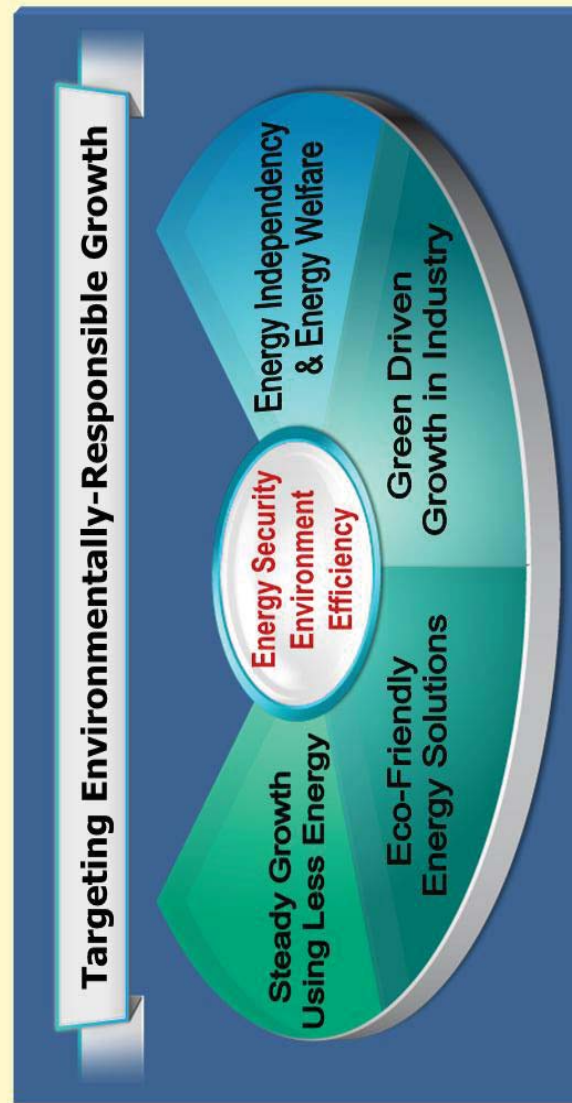 Targeting Environmentally-Responsible Growth
Energy Security
Environment
Efficiency
Steady Growth
Using Less Energy
Eco-Friendly
Energy Solutions
Green Driven
Growth in Industry
Energy Independency
& Energy Welfare